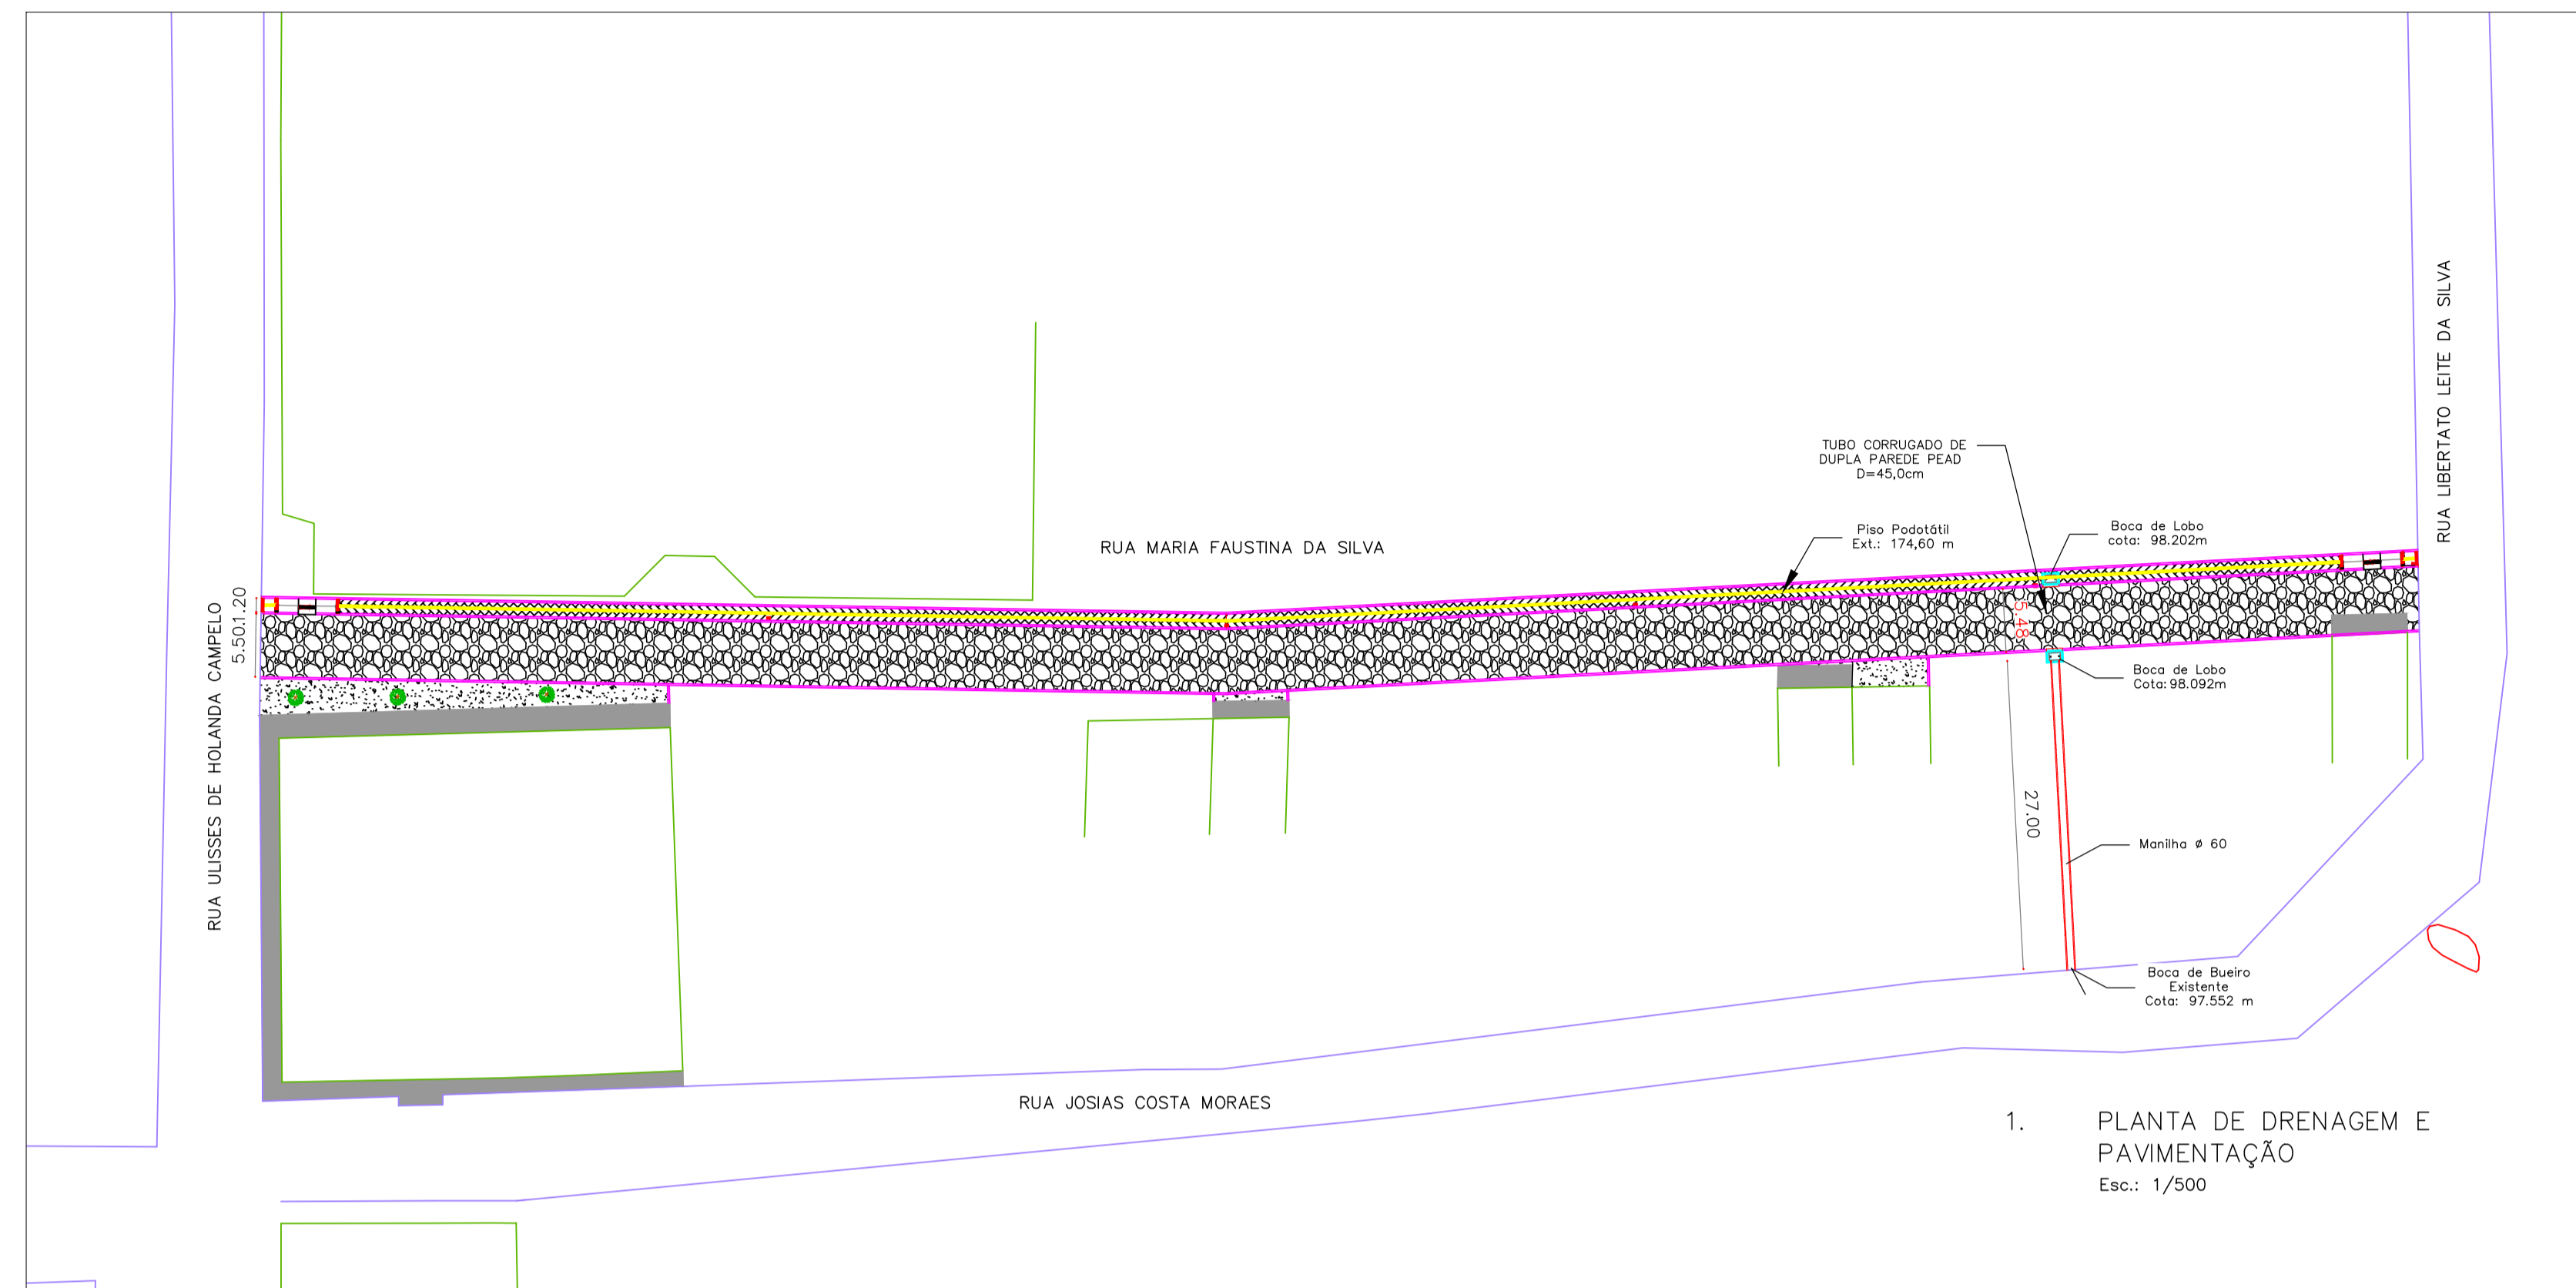 RUA LIBERTATO LEITE DA SILVA
TUBO CORRUGADO DE
DUPLA PAREDE PEAD
D=45,0cm
Piso Podotátil
Ext.: 174,60 m
Boca de Lobo
cota: 98.202m
RUA MARIA FAUSTINA DA SILVA
RUA ULISSES DE HOLANDA CAMPELO
5.50
1.20
5.48
Boca de Lobo
Cota: 98.092m
27.00
Manilha ø 60
Boca de Bueiro
Existente
Cota: 97.552 m
RUA JOSIAS COSTA MORAES
1. PLANTA DE DRENAGEM E
PAVIMENTAÇÃO
Esc.: 1/500